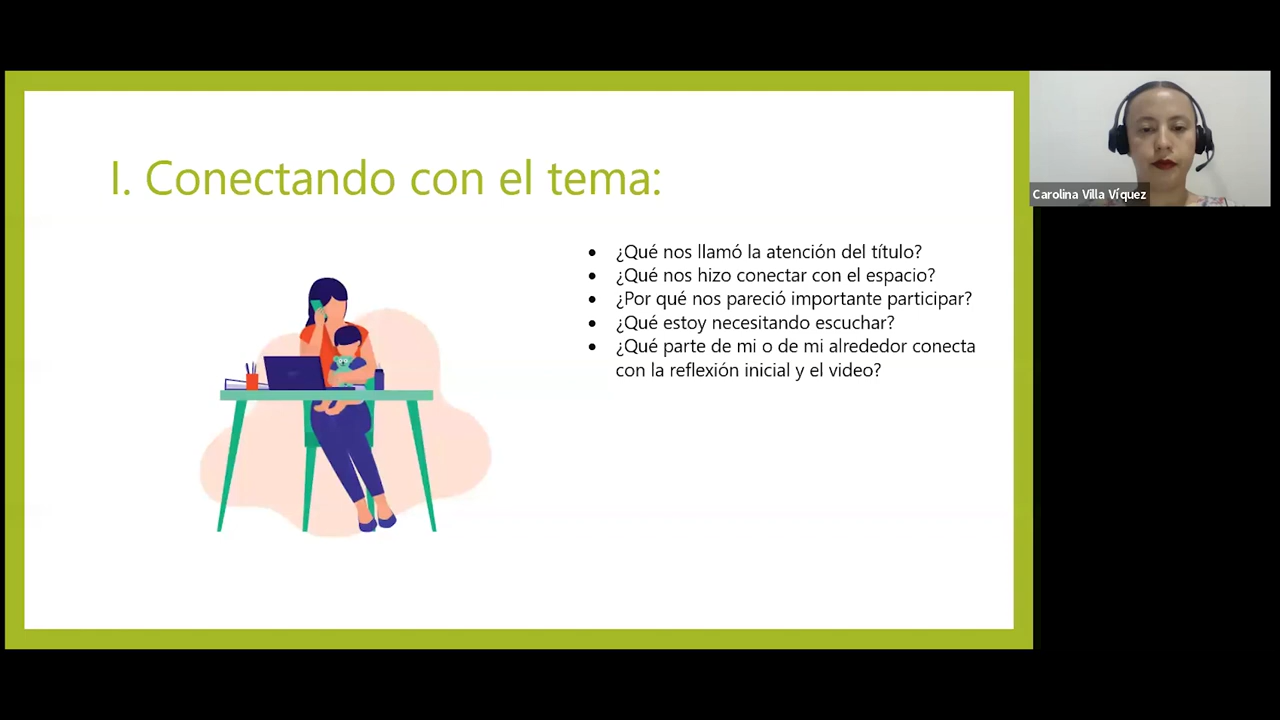 I. Conectando con el tema:
• ¿Qué nos llamó la atención del título?
• ¿Qué nos hizo conectar con el espacio?
• ¿Por qué nos pareció importante participar?
• ¿Qué estoy necesitando escuchar?
• ¿Qué parte de mi o de mi alrededor conecta
con la reflexión inicial y el video?
Carolina Villa Víquez